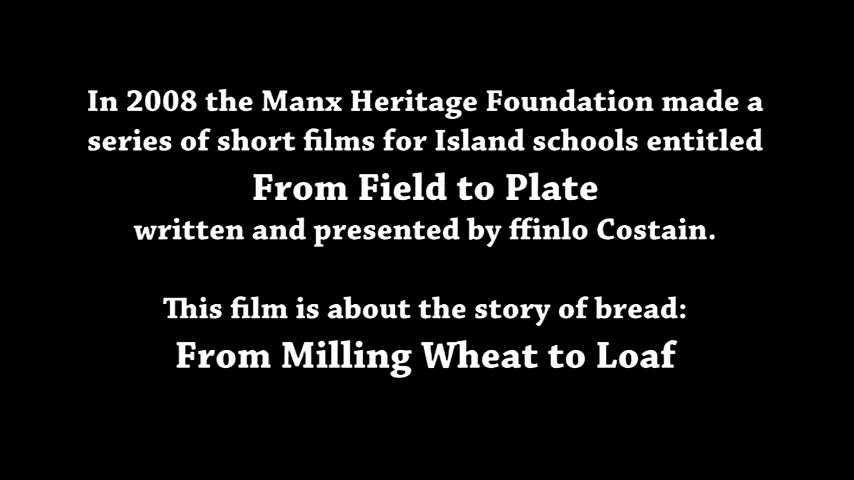 In 2008 the Manx Heritage Foundation made a
series of short films for Island schools entitled
From Field to Plate
written and presented by ffinlo Costain.
This film is about the story of bread:
From Milling Wheat to Loaf